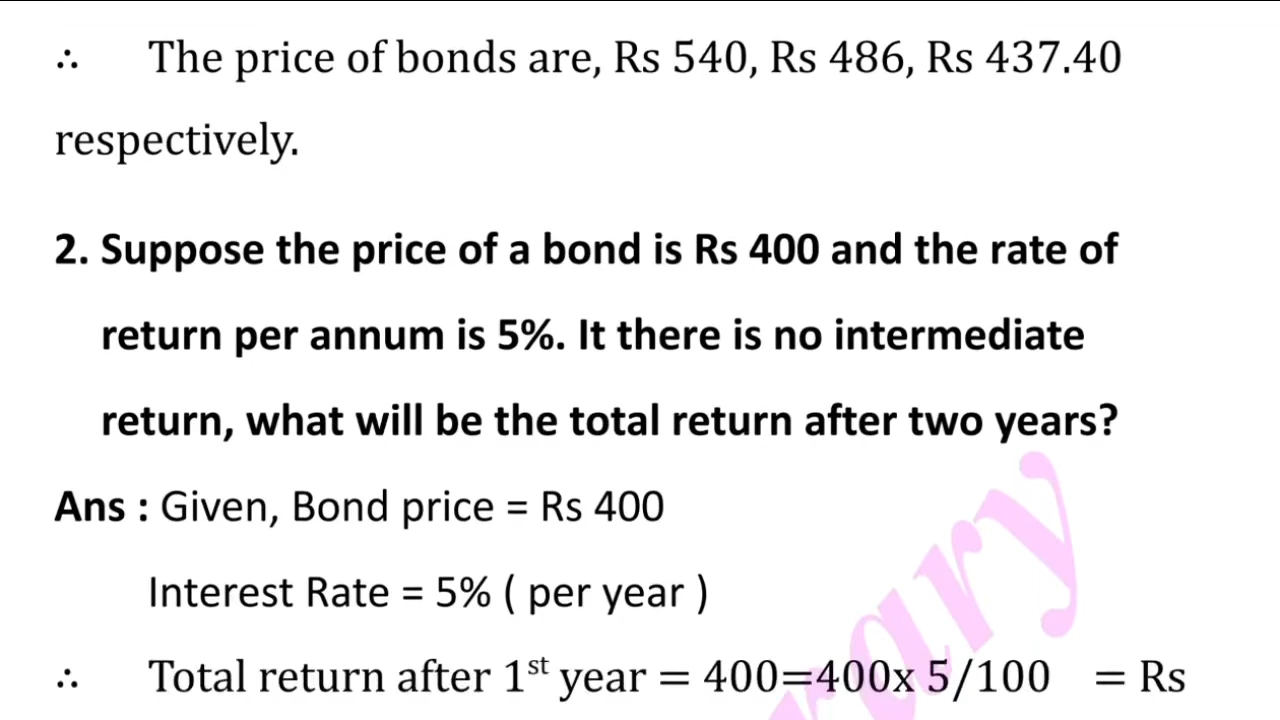 ∴ The price of bonds are, Rs 540, Rs 486, Rs 437.40
respectively.
2. Suppose the price of a bond is Rs 400 and the rate of
return per annum is 5%. It there is no intermediate
return, what will be the total return after two years?
Ans : Given, Bond price = Rs 400
Interest Rate = 5% ( per year )
∴ Total return after 1st year = 400=400x 5/100 = Rs